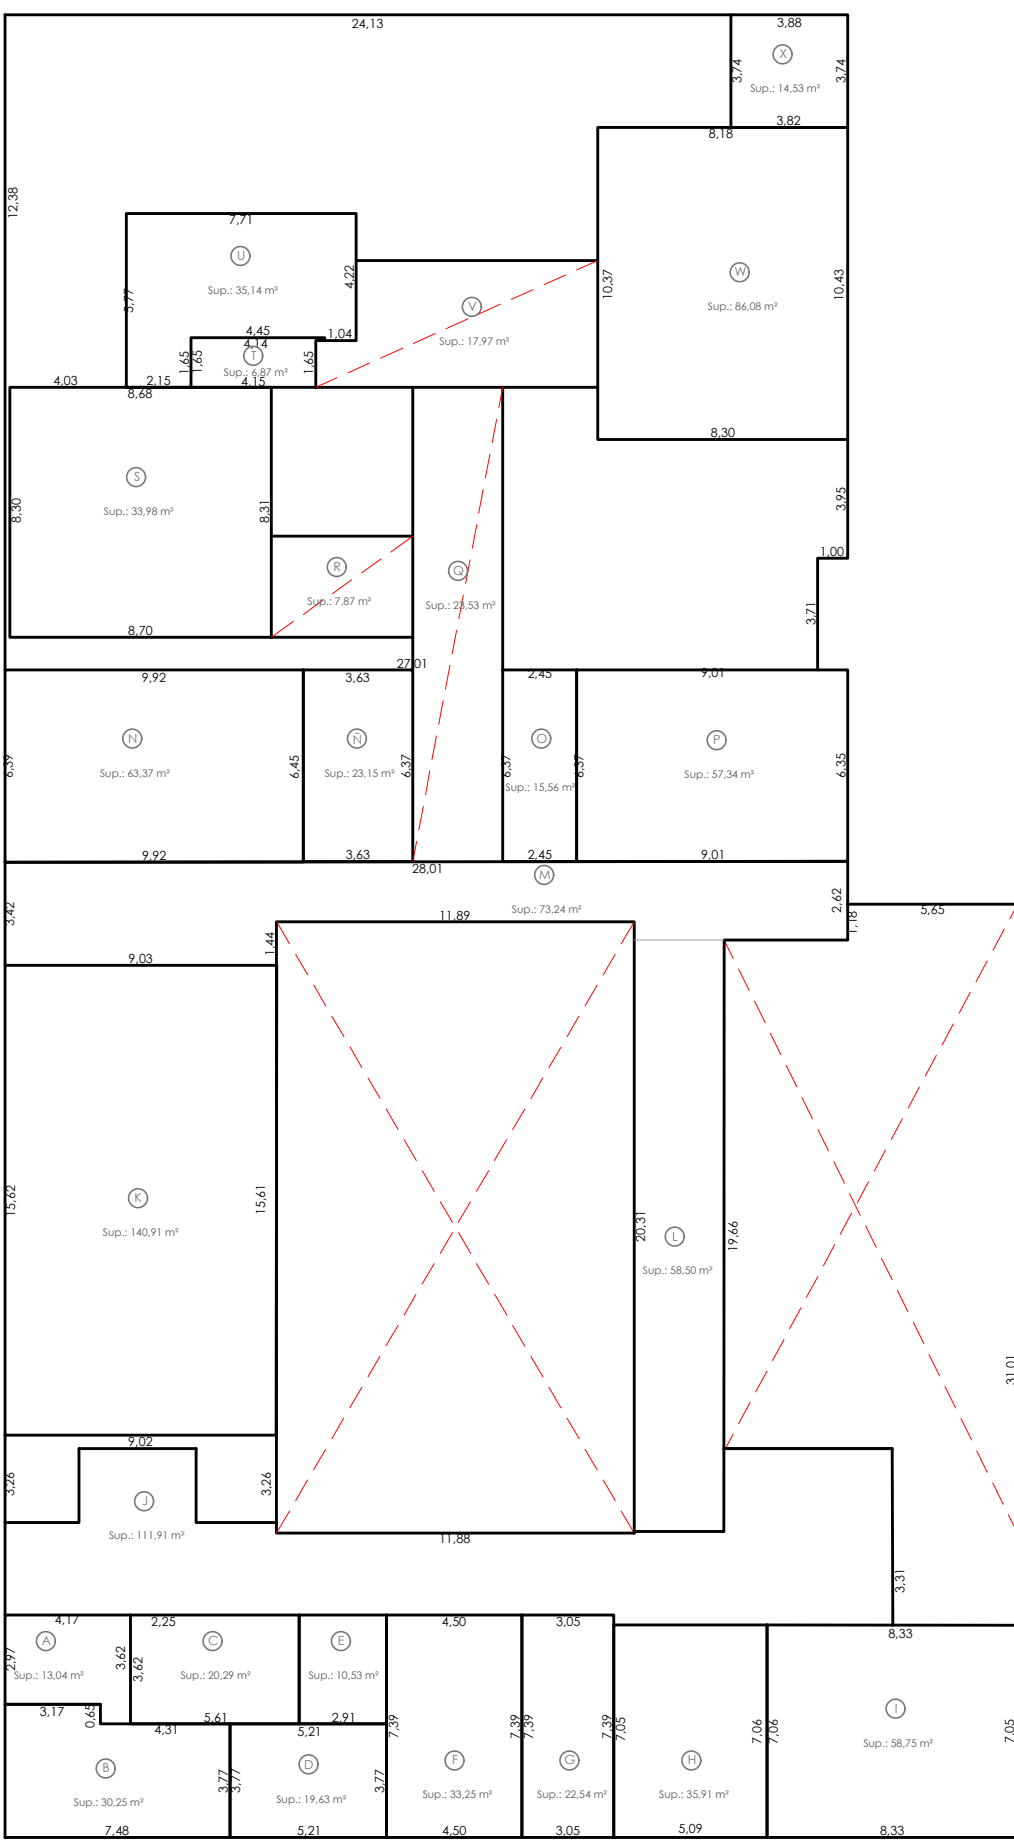 24,13
3,88
X
3,74
3,74
Sup.: 14,53 m²
3,82
8,18
12,38
7,71
U
4,22
W
10,37
10,43
5,77
Sup.: 35,14 m²
V
Sup.: 86,08 m²
4,45
1,04
Sup.: 17,97 m²
4,14
T
1,65
1,65
1,65
Sup.: 6,87 m²
4,03
2,15
4,15
8,68
8,30
S
8,30
8,31
3,95
Sup.: 33,98 m²
1,00
R
Q
Sup.: 7,87 m²
Sup.: 23,53 m²
3,71
8,70
27,01
9,92
3,63
2,45
9,01
N
Ñ
O
P
6,39
6,45
6,37
6,37
6,37
6,35
Sup.: 63,37 m²
Sup.: 23,15 m²
Sup.: 15,56 m²
Sup.: 57,34 m²
9,92
3,63
2,45
9,01
28,01
M
2,62
Sup.: 73,24 m²
5,65
3,42
11,89
1,18
1,44
9,03
K
15,62
15,61
Sup.: 140,91 m²
20,31
L
19,66
Sup.: 58,50 m²
31,01
9,02
3,26
3,26
J
Sup.: 111,91 m²
11,88
3,31
4,17
2,25
4,50
3,05
8,33
A
C
E
2,97
3,62
3,62
Sup.: 13,04 m²
Sup.: 20,29 m²
Sup.: 10,53 m²
3,17
0,65
5,61
2,91
4,31
5,21
7,39
7,39
7,39
7,39
7,05
7,06
7,06
7,05
I
Sup.: 58,75 m²
B
D
F
G
H
3,77
3,77
3,77
Sup.: 30,25 m²
Sup.: 19,63 m²
Sup.: 33,25 m²
Sup.: 22,54 m²
Sup.: 35,91 m²
7,48
5,21
4,50
3,05
5,09
8,33